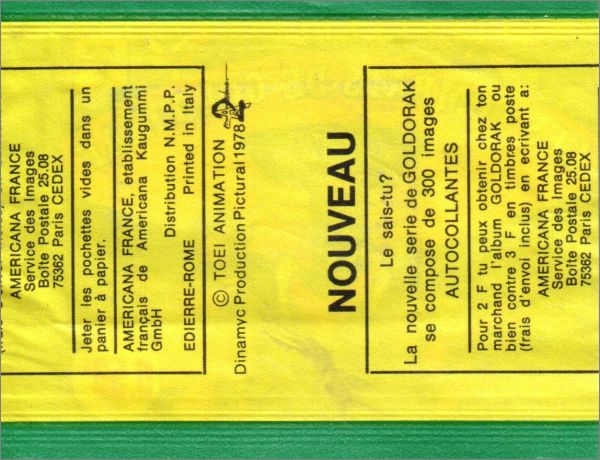 AMERICANA FRANCE
Service des Images
Boîte Postale 25.08
75362 Paris CEDEX
Jeter les pochettes vides dans un
panier à papier.
AMERICANA FRANCE, etablissement
français de Americana Kaugummi
GmbH
Distribution N.M.P.P.
EDIERRE-ROME Printed in Italy
© TOEI ANIMATION
Dinamyc Production Pictural 1978
NOUVEAU
Le sais-tu?
La nouvelle serie de GOLDORAK
se compose de 300 images
AUTOCOLLANTES
Pour 2 F tu peux obtenir chez ton
marchand l'album GOLDORAK ou
bien contre 3 F en timbres poste
(frais d'envoi inclus) en ecrivant a:
AMERICANA FRANCE
Service des Images
Boîte Postale 25.08
75362 Paris CEDEX